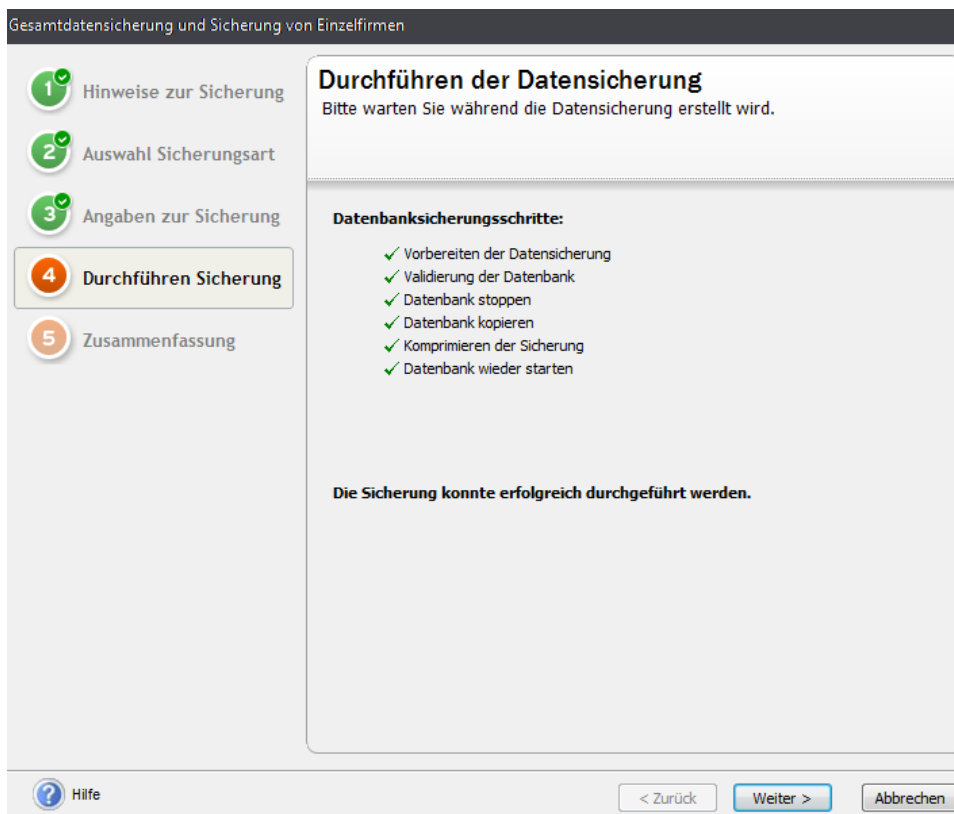 Gesamtdatensicherung und Sicherung von Einzelfirmen
1 Hinweise zur Sicherung
2 Auswahl Sicherungsart
3 Angaben zur Sicherung
4 Durchführen Sicherung
5 Zusammenfassung
Durchführen der Datensicherung
Bitte warten Sie während die Datensicherung erstellt wird.
Datenbanksicherungsschritte:
Vorbereiten der Datensicherung
Validierung der Datenbank
Datenbank stoppen
Datenbank kopieren
Komprimieren der Sicherung
Datenbank wieder starten
Die Sicherung konnte erfolgreich durchgeführt werden.
? Hilfe
< Zurück
Weiter >
Abbrechen